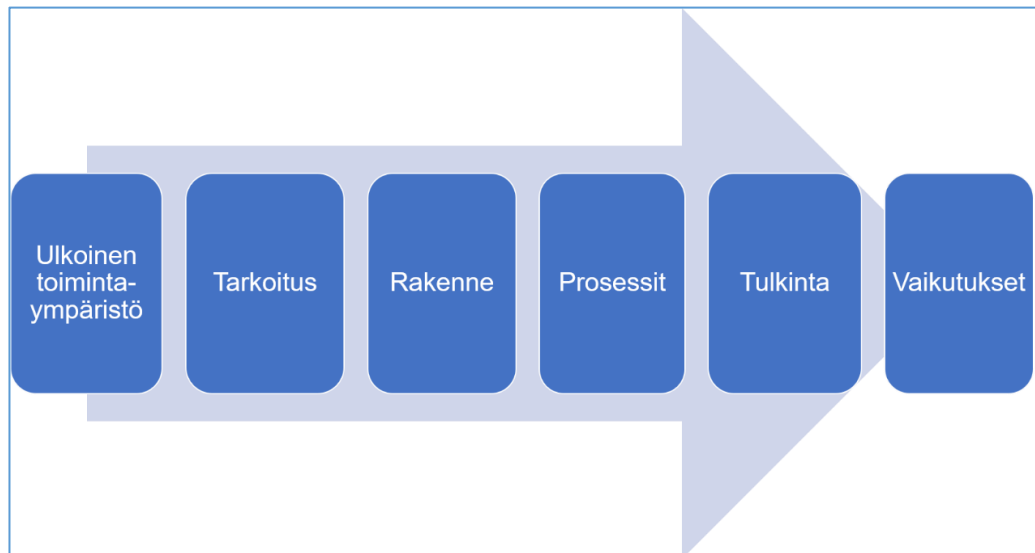 Ulkoinen
toiminta-
ympäristö
Tarkoitus
Rakenne
Prosessit
Tulkinta
Vaikutukset